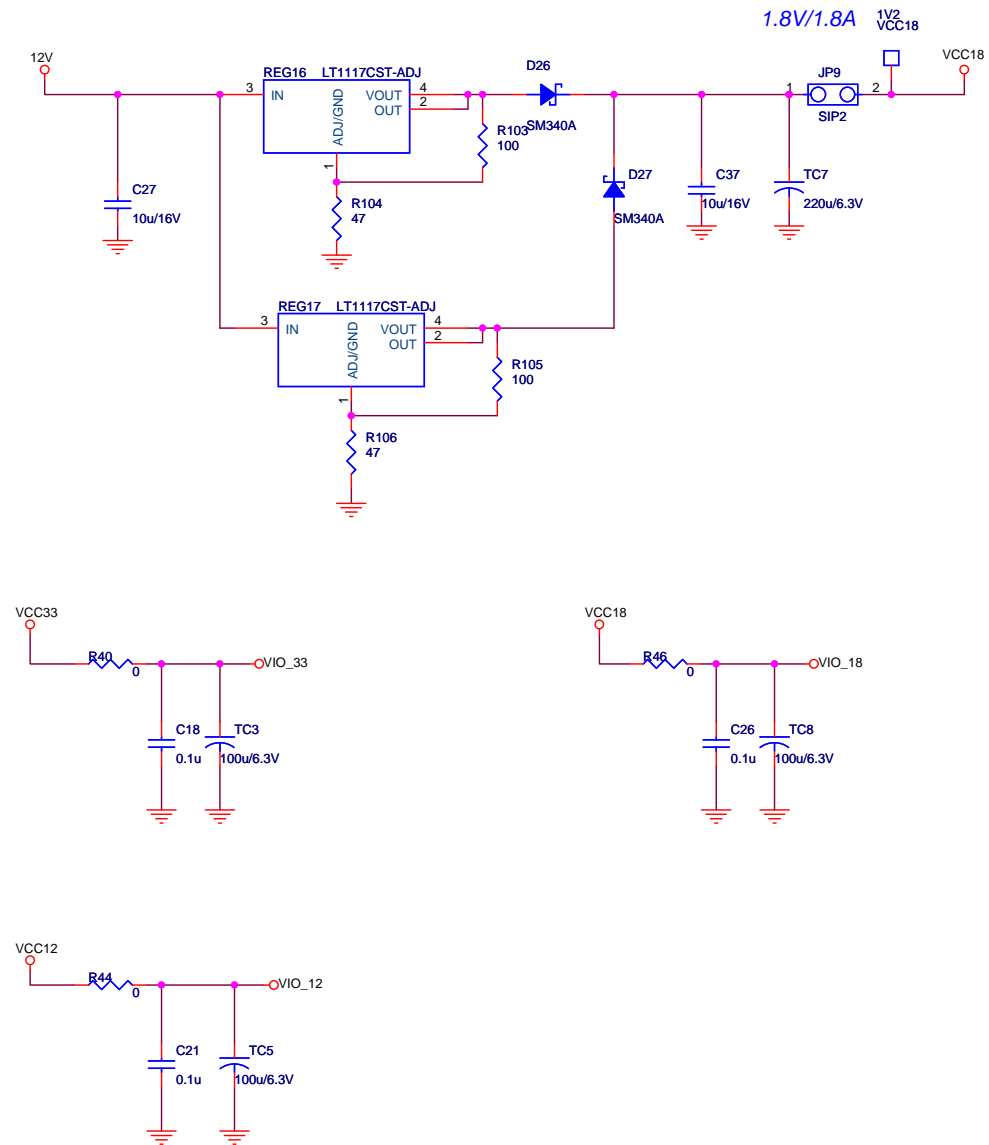 1.8V/1.8A
1V2
VCC18
12V
VCC18
REG16 LT1117CST-ADJ
D26
JP9
3
IN
ADJ/GND
VOUT
4
OUT
2
1
2
SM340A
SIP2
R103
100
1
C27
10u/16V
R104
47
D27
SM340A
C37
10u/16V
TC7
220u/6.3V
REG17 LT1117CST-ADJ
3
IN
ADJ/GND
VOUT
4
OUT
2
R105
100
1
R106
47
VCC33
VCC18
R40
0
VIO_33
R46
0
VIO_18
C18
0.1u
TC3
100u/6.3V
C26
0.1u
TC8
100u/6.3V
VCC12
R44
0
VIO_12
C21
0.1u
TC5
100u/6.3V